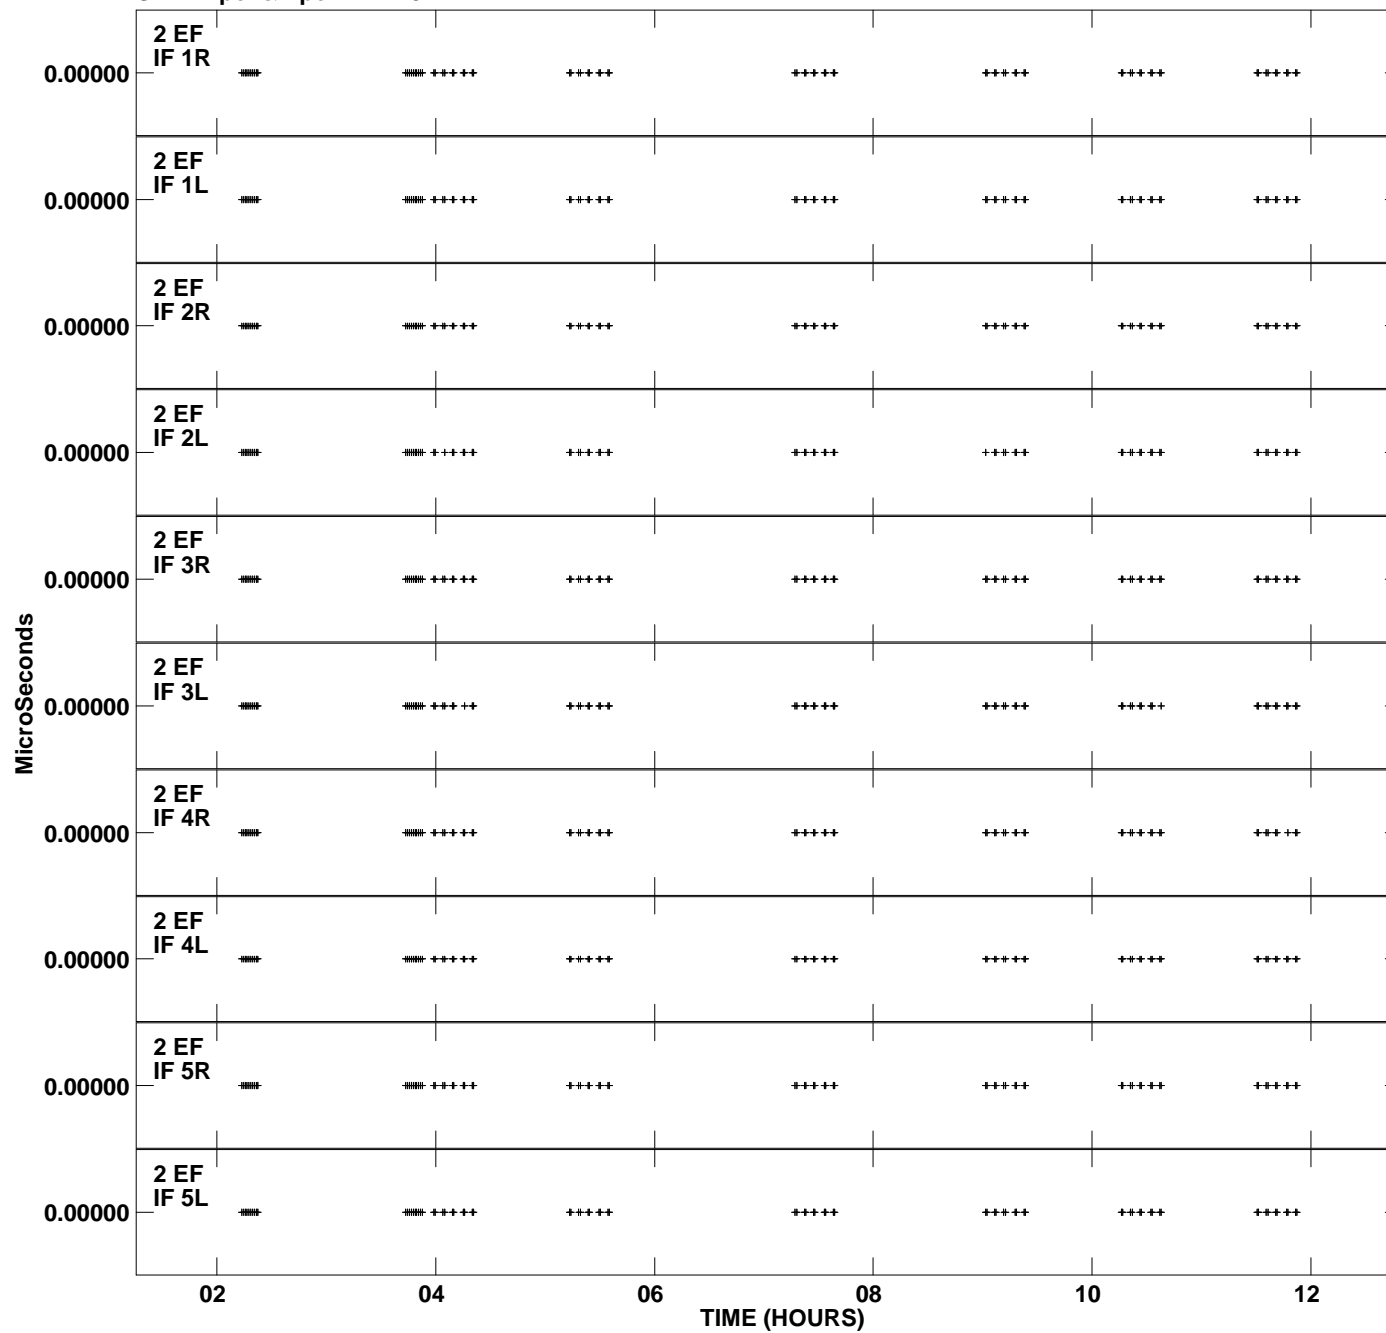 2 EF
IF 1R
0.00000
2 EF
IF 1L
0.00000
2 EF
IF 2R
0.00000
2 EF
IF 2L
0.00000
2 EF
IF 3R
0.00000
2 EF
IF 3L
0.00000
2 EF
IF 4R
0.00000
2 EF
IF 4L
0.00000
2 EF
IF 5R
0.00000
2 EF
IF 5L
0.00000
MicroSeconds
02 04 06 08 10 12
TIME (HOURS)